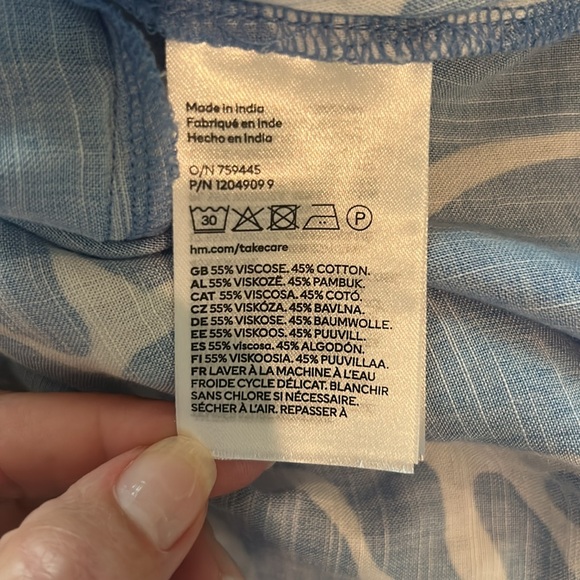 Made in India
Fabriqué en Inde
Hecho en India
O/N 759445
P/N 1204909 9
30 P
hm.com/takecare
GB 55% VISCOSE. 45% COTTON.
AL 55% VISKOZË. 45% PAMBUK.
CAT 55% VISCOSA. 45% COTÓ.
CZ 55% VISKÓZA. 45% BAVLNA.
DE 55% VISKOSE. 45% BAUMWOLLE.
EE 55% VISKOOS. 45% PUUVILL.
ES 55% viscosa. 45% ALGODÓN.
FI 55% VISKOOSIA. 45% PUUVILLAA.
FR LAVER À LA MACHINE À L'EAU
FROIDE CYCLE DÉLICAT. BLANCHIR
SANS CHLORE SI NÉCESSAIRE.
SÉCHER À L'AIR. REPASSER À